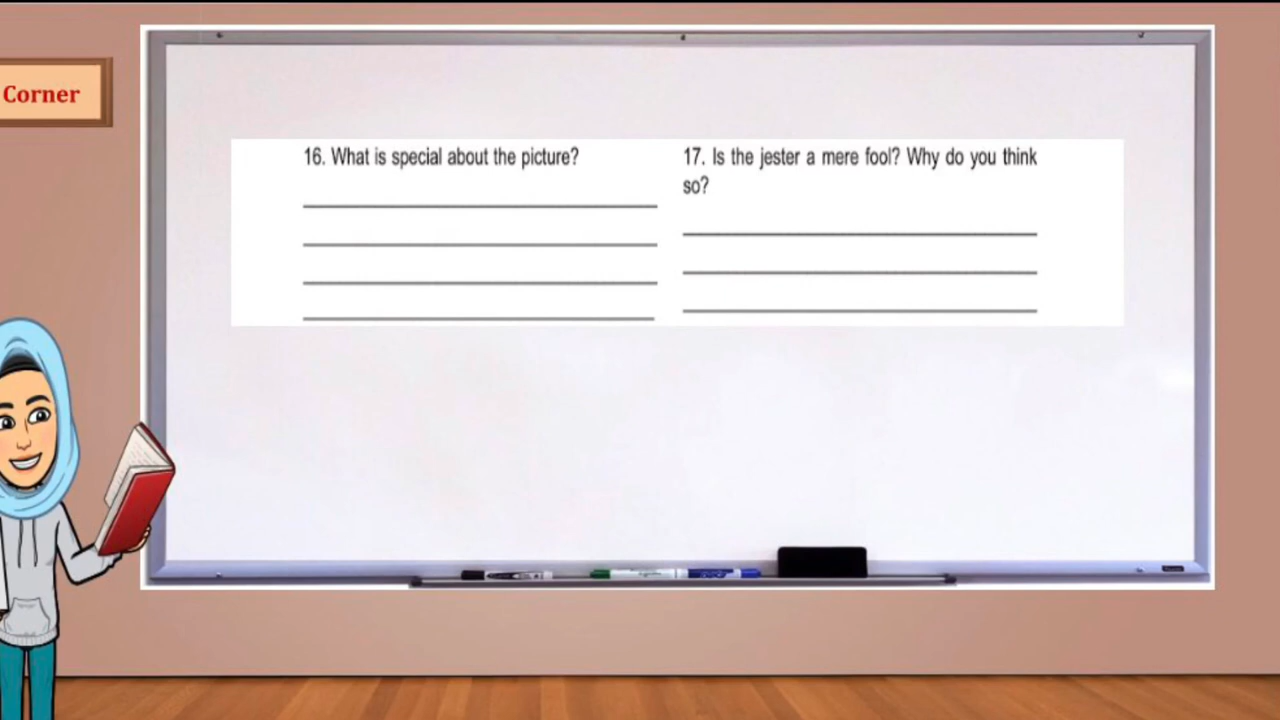 Corner
16. What is special about the picture?
17. Is the jester a mere fool? Why do you think
so?